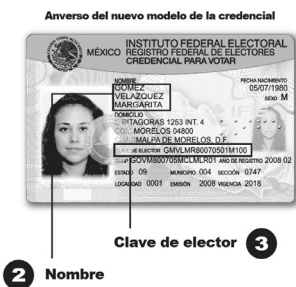 Anverso del nuevo modelo de la credencial
INSTITUTO FEDERAL ELECTORAL
MÉXICO REGISTRO FEDERAL DE ELECTORES
CREDENCIAL PARA VOTAR
NOMBRE
GOMEZ
VELAZQUEZ
MARGARITA
FECHA NACIMIENTO
05/07/1980
SEXO M
DOMICILIO
PITAGORAS 1253 INT. 4
COL. MORELOS 04800
CUAJIMALPA DE MORELOS, D.F.
CLAVE DE ELECTOR GMVLMR80070501M100
CURP GOVM800705MCLMLR01 AÑO DE REGISTRO 2008 02
ESTADO 09 MUNICIPIO 004 SECCIÓN 0747
LOCALIDAD 0001 EMISIÓN 2008 VIGENCIA 2018
Clave de elector 3
2 Nombre